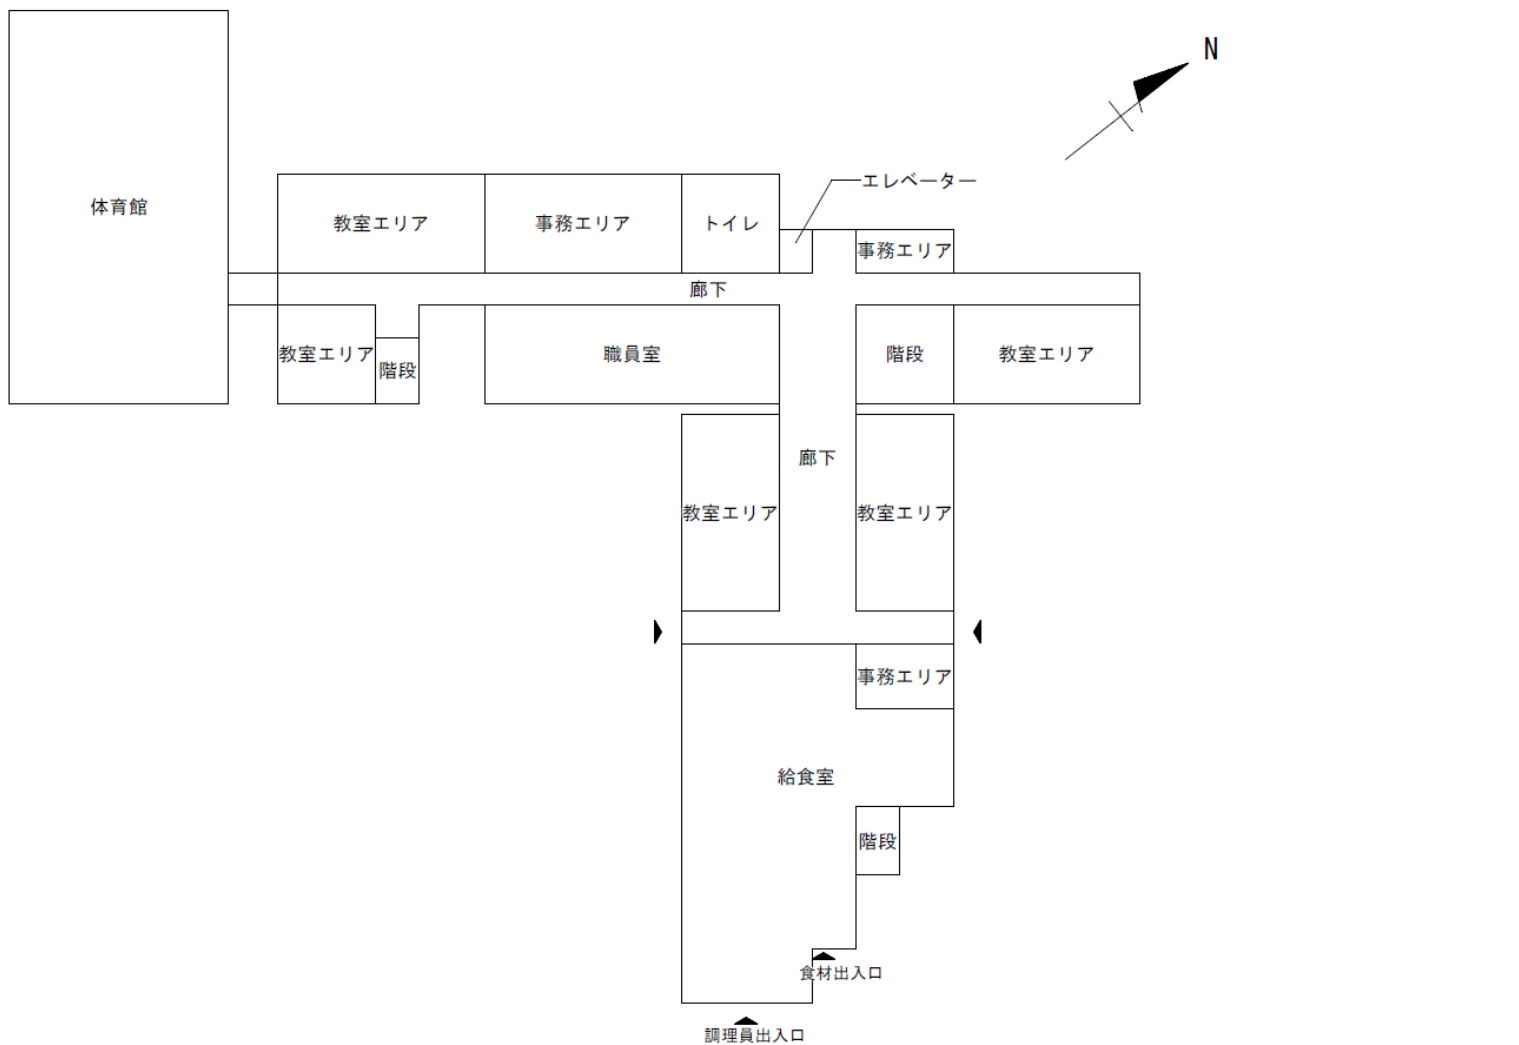 N
エレベーター
体育館
教室エリア
事務エリア
トイレ
事務エリア
廊下
教室エリア
階段
職員室
階段
教室エリア
廊下
教室エリア
教室エリア
事務エリア
給食室
階段
食材出入口
調理員出入口